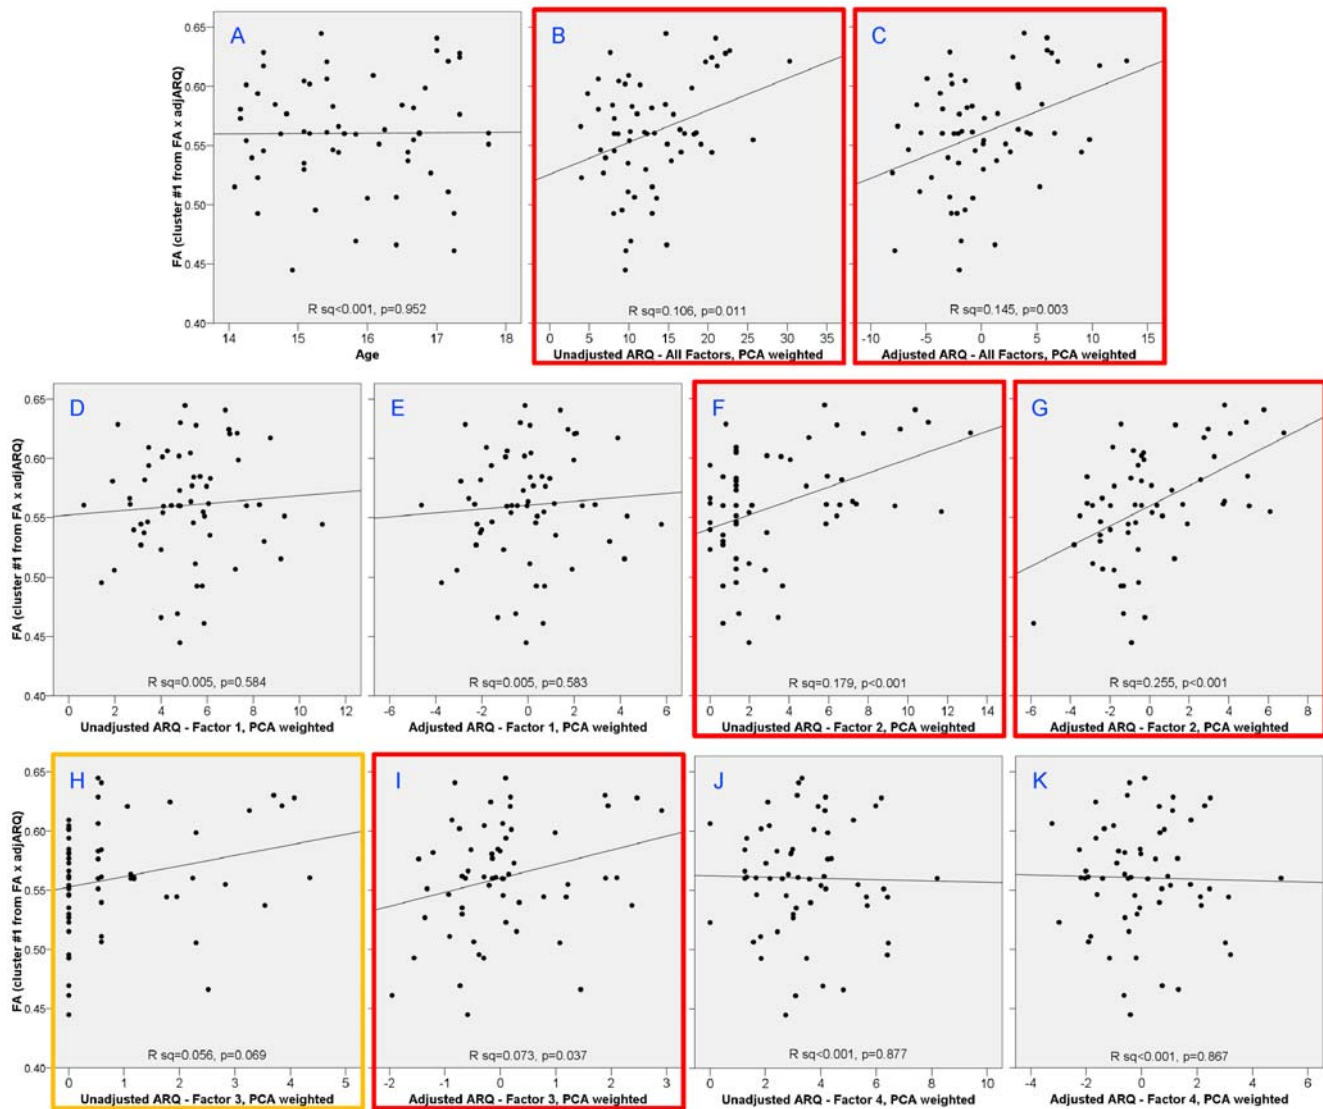 A
B
C
FA (cluster #1 from FA x adjARQ)
0.65
0.60
0.55
0.50
0.45
0.40
R sq<0.001, p=0.952
R sq=0.106, p=0.011
R sq=0.145, p=0.003
14 15 16 17 18
0 5 10 15 20 25 30 35
-10 -5 0 5 10 15
Age
Unadjusted ARQ - All Factors, PCA weighted
Adjusted ARQ - All Factors, PCA weighted
D
E
F
G
FA (cluster #1 from FA x adjARQ)
0.65
0.60
0.55
0.50
0.45
0.40
R sq=0.005, p=0.584
R sq=0.005, p=0.583
R sq=0.179, p<0.001
R sq=0.255, p<0.001
0 2 4 6 8 10 12
-6 -4 -2 0 2 4 6
0 2 4 6 8 10 12 14
-6 -4 -2 0 2 4 6 8
Unadjusted ARQ - Factor 1, PCA weighted
Adjusted ARQ - Factor 1, PCA weighted
Unadjusted ARQ - Factor 2, PCA weighted
Adjusted ARQ - Factor 2, PCA weighted
H
I
J
K
FA (cluster #1 from FA x adjARQ)
0.65
0.60
0.55
0.50
0.45
0.40
R sq=0.056, p=0.069
R sq=0.073, p=0.037
R sq<0.001, p=0.877
R sq<0.001, p=0.867
0 1 2 3 4 5
-2 -1 0 1 2 3
0 2 4 6 8 10
-4 -2 0 2 4 6
Unadjusted ARQ - Factor 3, PCA weighted
Adjusted ARQ - Factor 3, PCA weighted
Unadjusted ARQ - Factor 4, PCA weighted
Adjusted ARQ - Factor 4, PCA weighted